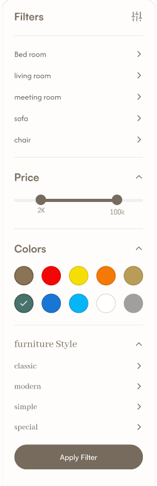 Filters
Bed room
living room
meeting room
sofa
chair
Price
2K
100k
Colors
furniture Style
classic
modern
simple
special
Apply Filter